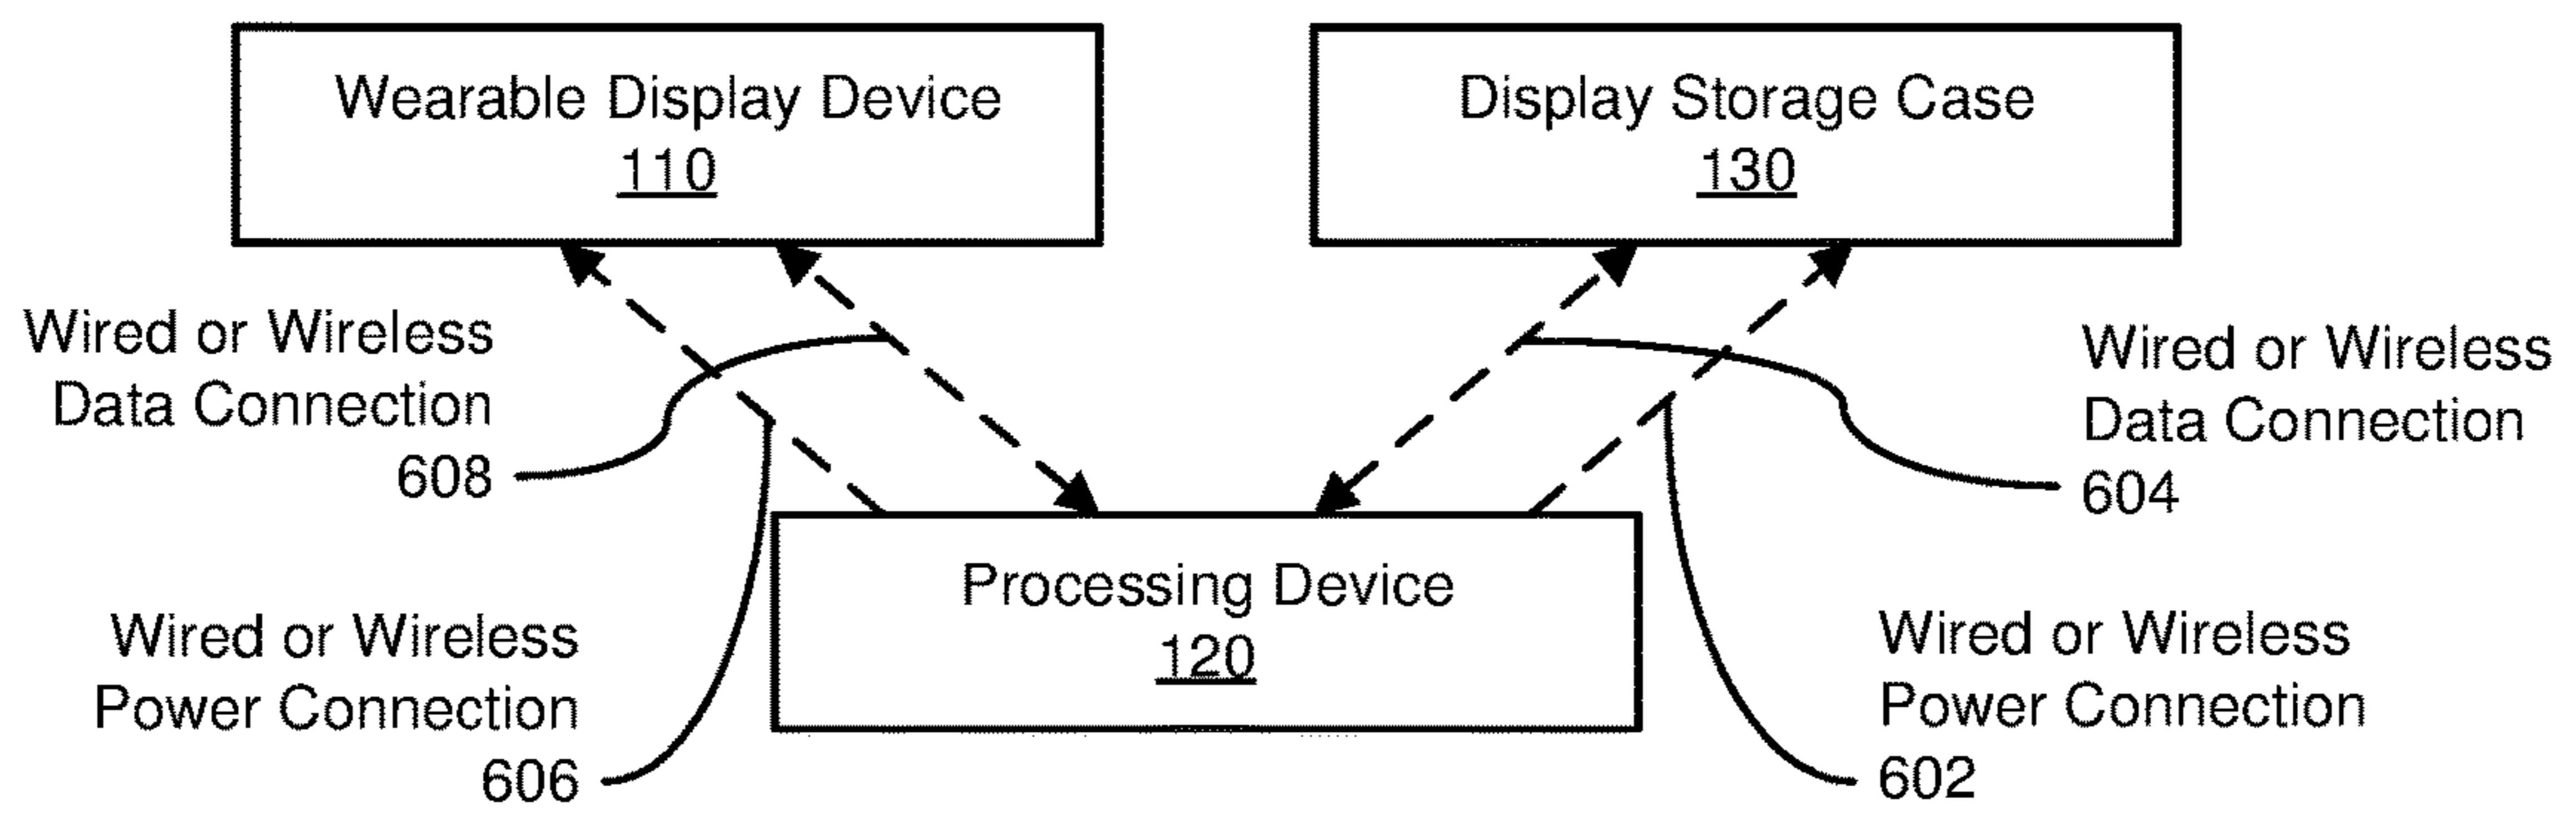 Wearable Display Device
110
Display Storage Case
130
Wired or Wireless
Data Connection
608
Wired or Wireless
Data Connection
604
Processing Device
120
Wired or Wireless
Power Connection
606
Wired or Wireless
Power Connection
602